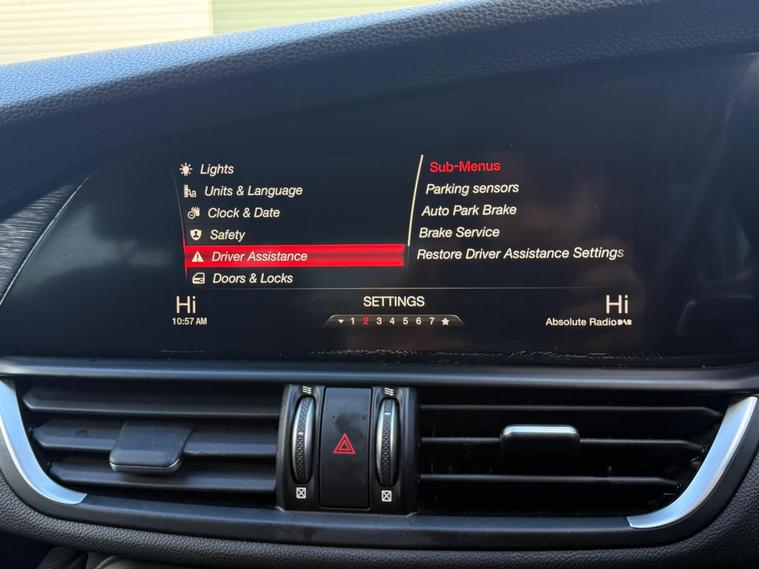 Lights
Units & Language
Clock & Date
Safety
Driver Assistance
Doors & Locks
Sub-Menus
Parking sensors
Auto Park Brake
Brake Service
Restore Driver Assistance Settings
Hi
10:57 AM
SETTINGS
1 2 3 4 5 6 7
Hi
Absolute Radio DAB